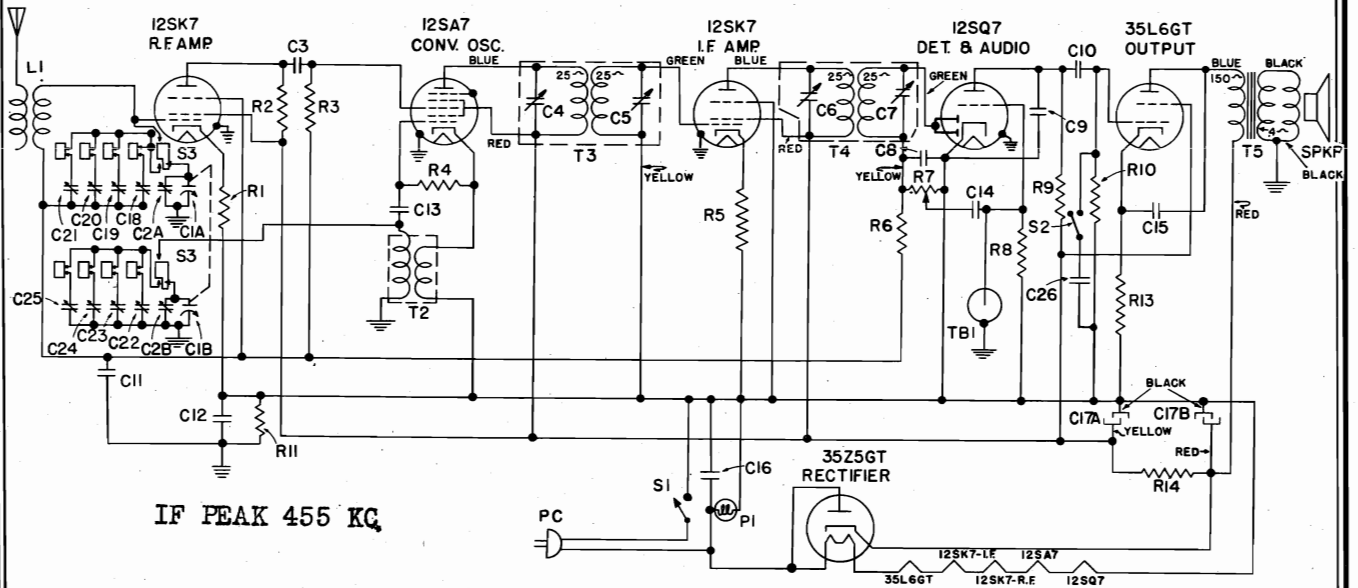 12SK7
R.F. AMP.
12SA7
CONV. OSC.
12SK7
I.F. AMP.
12SQ7
DET. & AUDIO
35L6GT
OUTPUT
L1
C3
BLUE
GREEN
BLUE
GREEN
C10
BLUE
BLACK
150~
R2
R3
25~
25~
C4
C5
T3
RED
25~
25~
C6
C7
T4
RED
C9
.4~
T5
SPKR
BLACK
S3
R4
YELLOW
C8
YELLOW
R7
C14
R9
R10
RED
C20
C18
C21
C19
C2A
C1A
R1
C13
R5
R6
R8
S2
C15
S3
T2
C26
R13
TB1
C25
C23
C24
C22
C2B
C1B
C11
C12
R11
BLACK
C17A
C17B
YELLOW
RED
R14
C16
35Z5GT
RECTIFIER
S1
P1
PC
IF PEAK 455 KC
12SK7-I.F.
12SA7
35L6GT
12SK7-R.F.
12SQ7